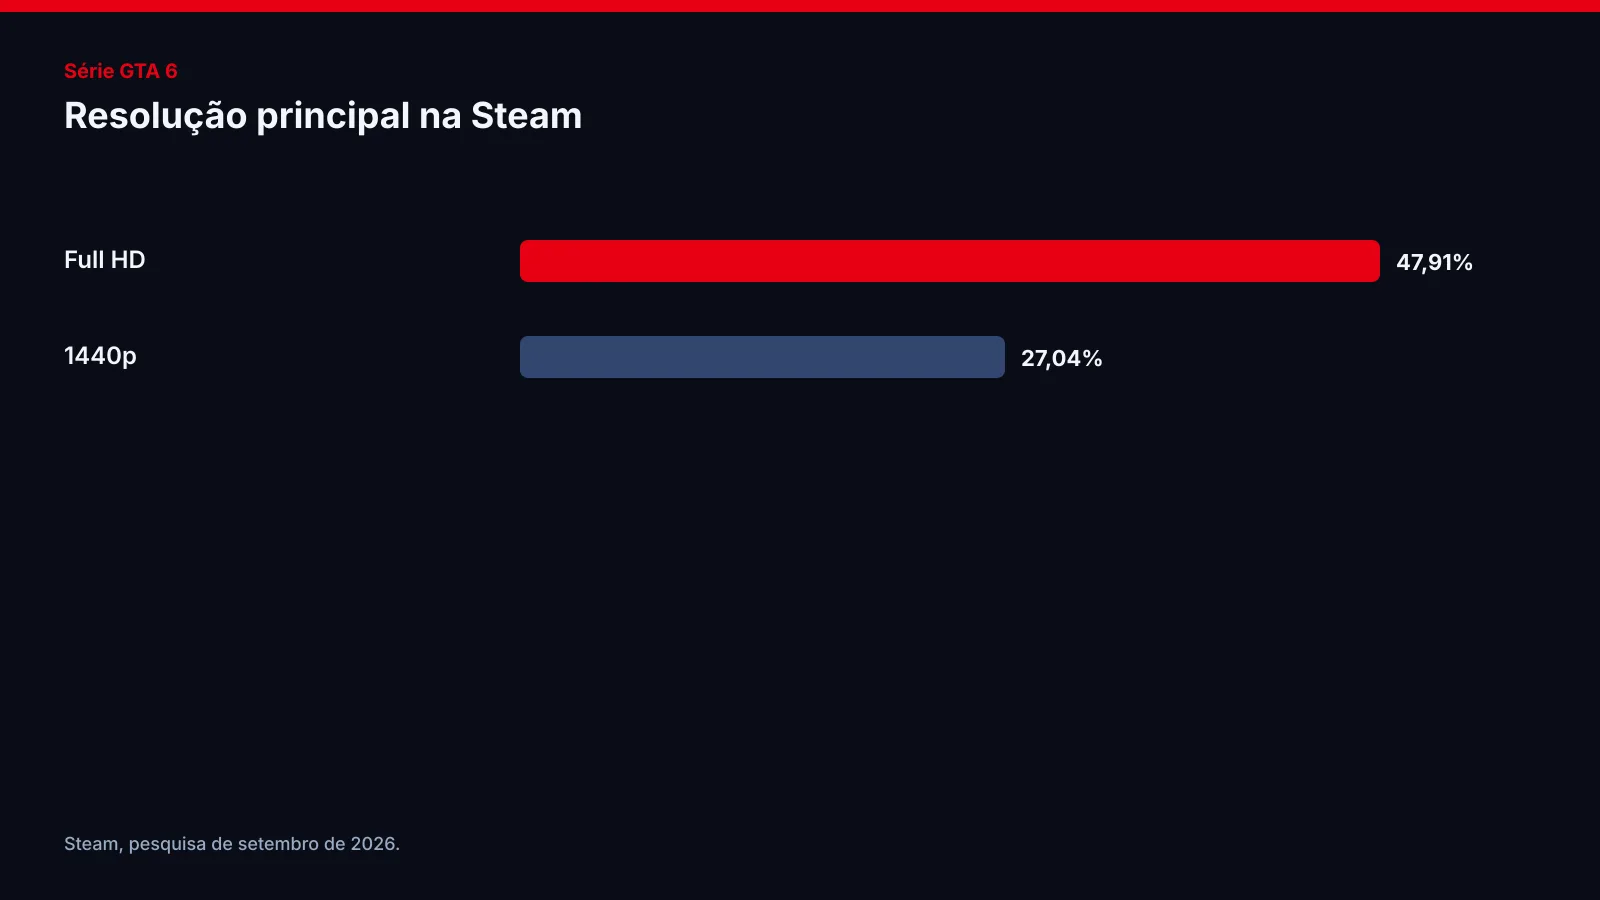 Série GTA 6
Resolução principal na Steam
Full HD
47,91%
1440p
27,04%
Steam, pesquisa de setembro de 2026.